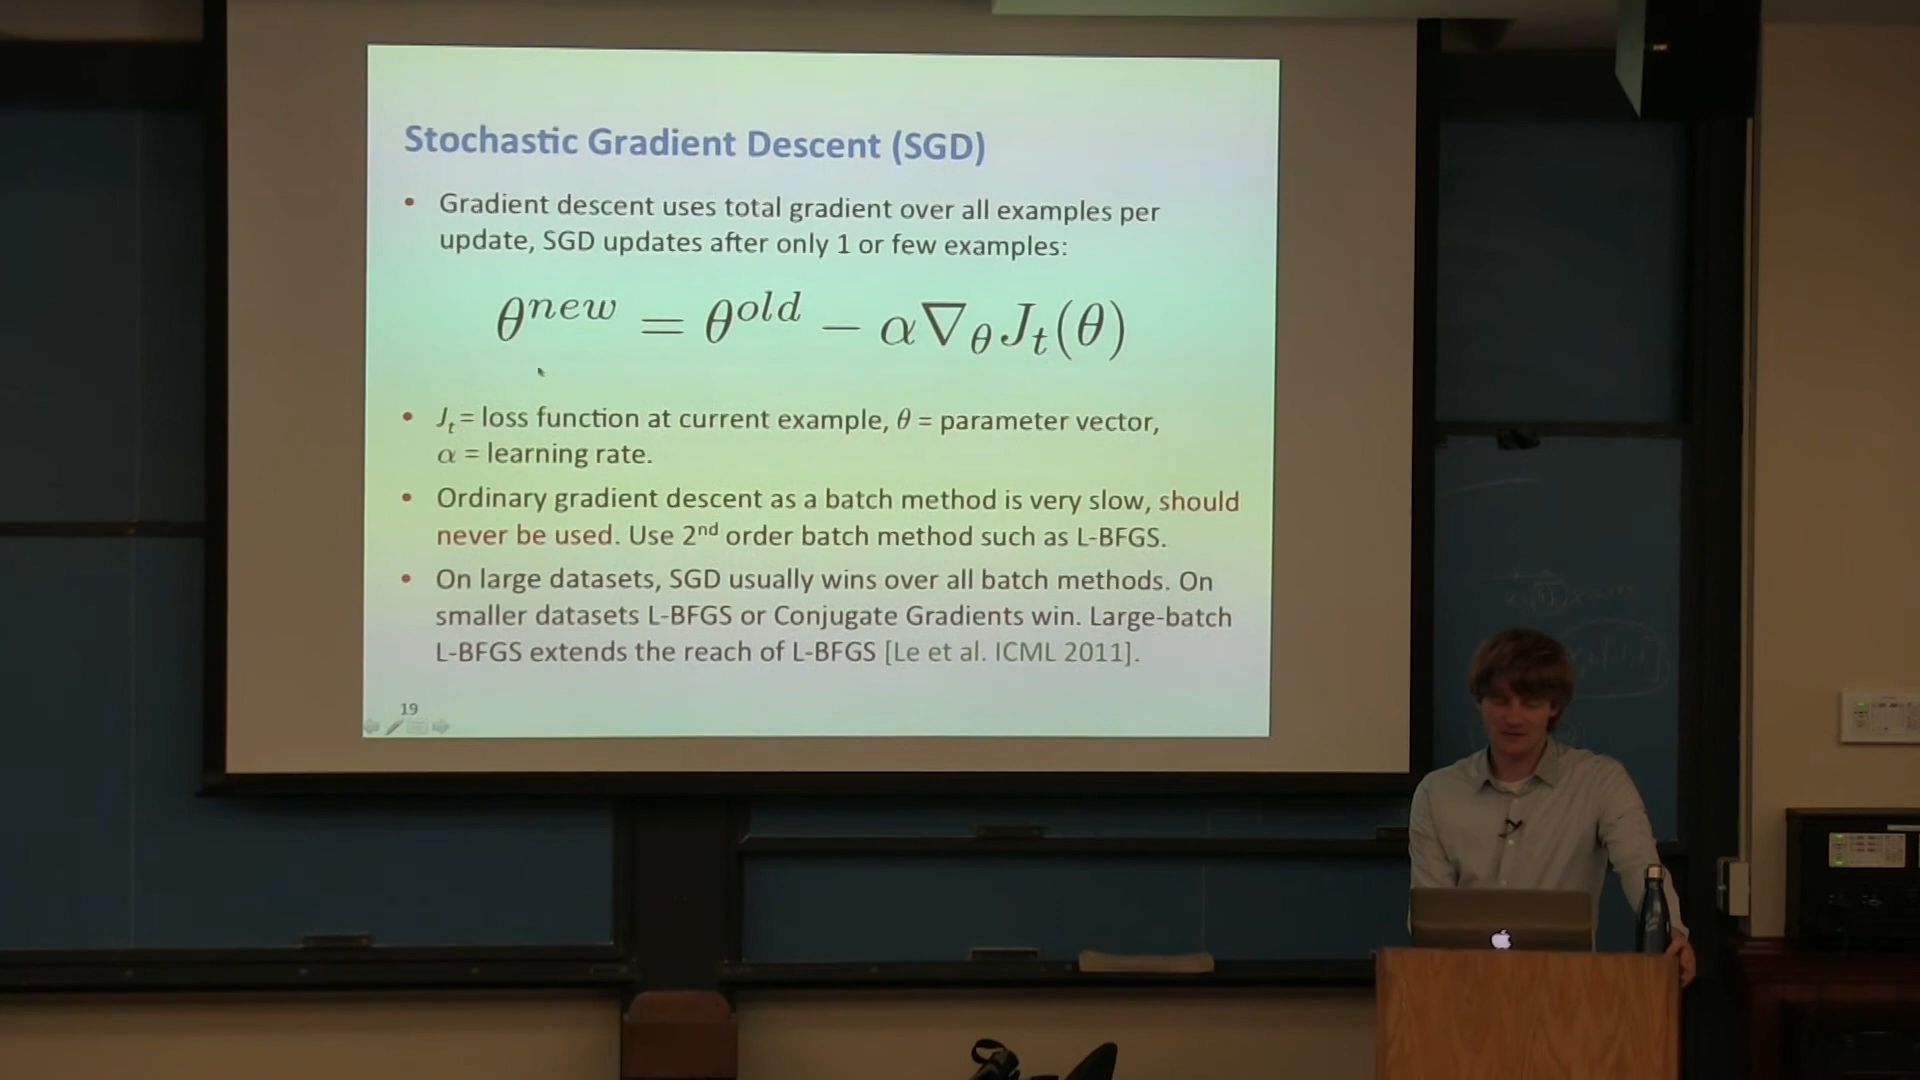 Stochastic Gradient Descent (SGD)
• Gradient descent uses total gradient over all examples per
update, SGD updates after only 1 or few examples:
θ^{new} = θ^{old} − α∇_θ J_t(θ)
• J_t = loss function at current example, θ = parameter vector,
α = learning rate.
• Ordinary gradient descent as a batch method is very slow, should
never be used. Use 2nd order batch method such as L-BFGS.
• On large datasets, SGD usually wins over all batch methods. On
smaller datasets L-BFGS or Conjugate Gradients win. Large-batch
L-BFGS extends the reach of L-BFGS [Le et al. ICML 2011].
19